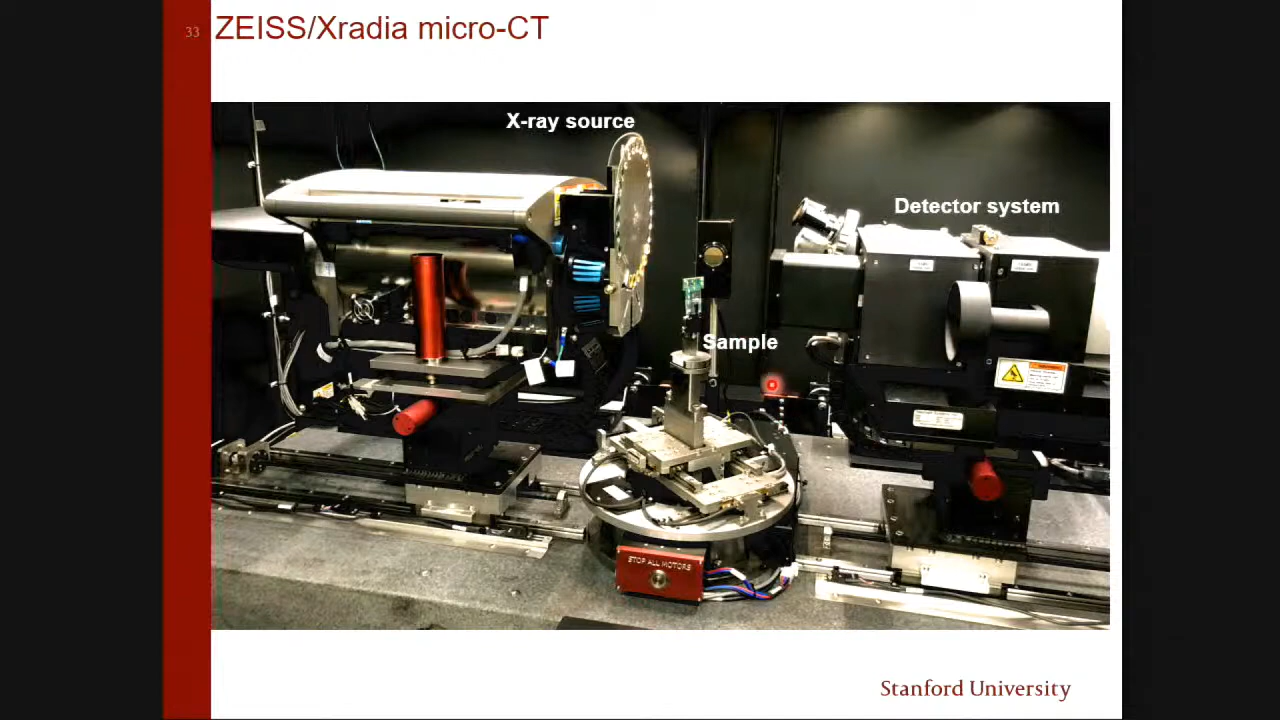 33
ZEISS/Xradia micro-CT
X-ray source
Detector system
Sample
STOP ALL MOTORS
Stanford University